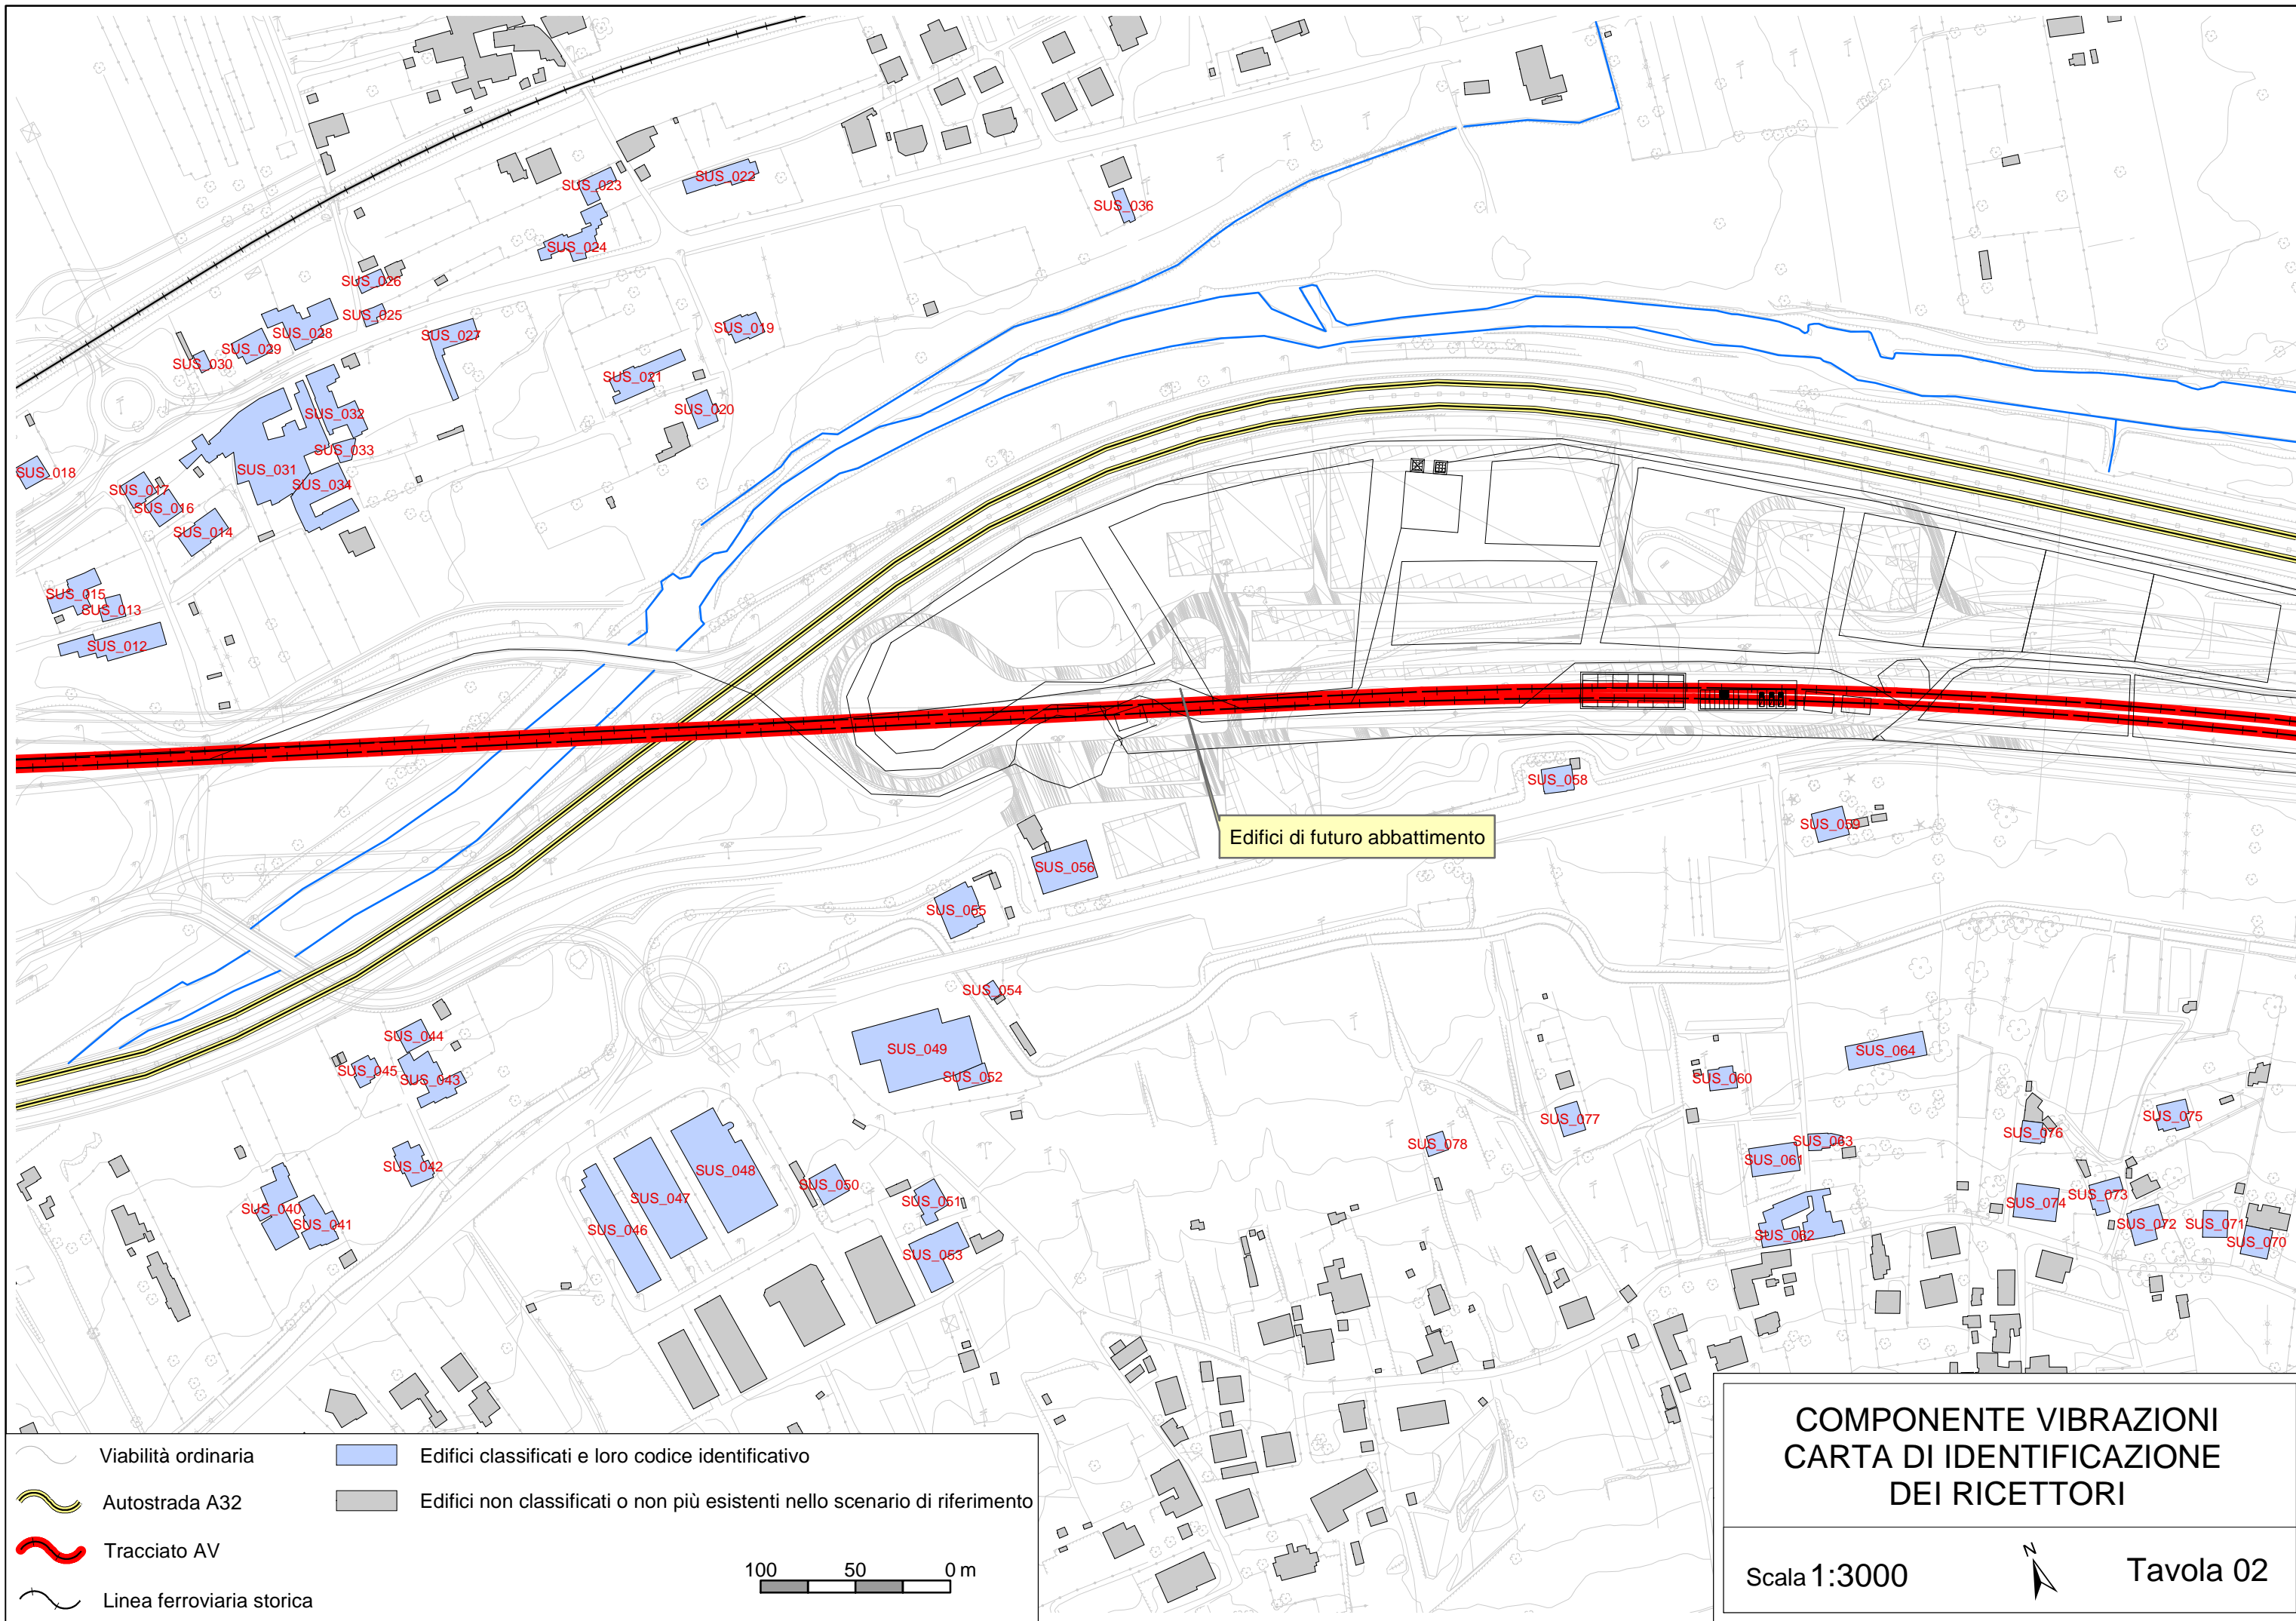 SUS_023
SUS_022
SUS_036
SUS_024
SUS_026
SUS_025
SUS_019
SUS_028
SUS_027
SUS_029
SUS_030
SUS_021
SUS_020
SUS_032
SUS_033
SUS_018
SUS_031
SUS_034
SUS_017
SUS_016
SUS_014
SUS_015
SUS_013
SUS_012
SUS_058
SUS_059
Edifici di futuro abbattimento
SUS_056
SUS_055
SUS_054
SUS_044
SUS_049
SUS_064
SUS_045
SUS_043
SUS_052
SUS_060
SUS_077
SUS_075
SUS_076
SUS_078
SUS_063
SUS_061
SUS_042
SUS_048
SUS_047
SUS_050
SUS_051
SUS_074
SUS_073
SUS_040
SUS_041
SUS_046
SUS_072
SUS_071
SUS_062
SUS_070
SUS_053
Viabilità ordinaria
Autostrada A32
Tracciato AV
Linea ferroviaria storica
Edifici classificati e loro codice identificativo
Edifici non classificati o non più esistenti nello scenario di riferimento
100 50 0 m
COMPONENTE VIBRAZIONI
CARTA DI IDENTIFICAZIONE
DEI RICETTORI
Scala 1:3000
N
Tavola 02